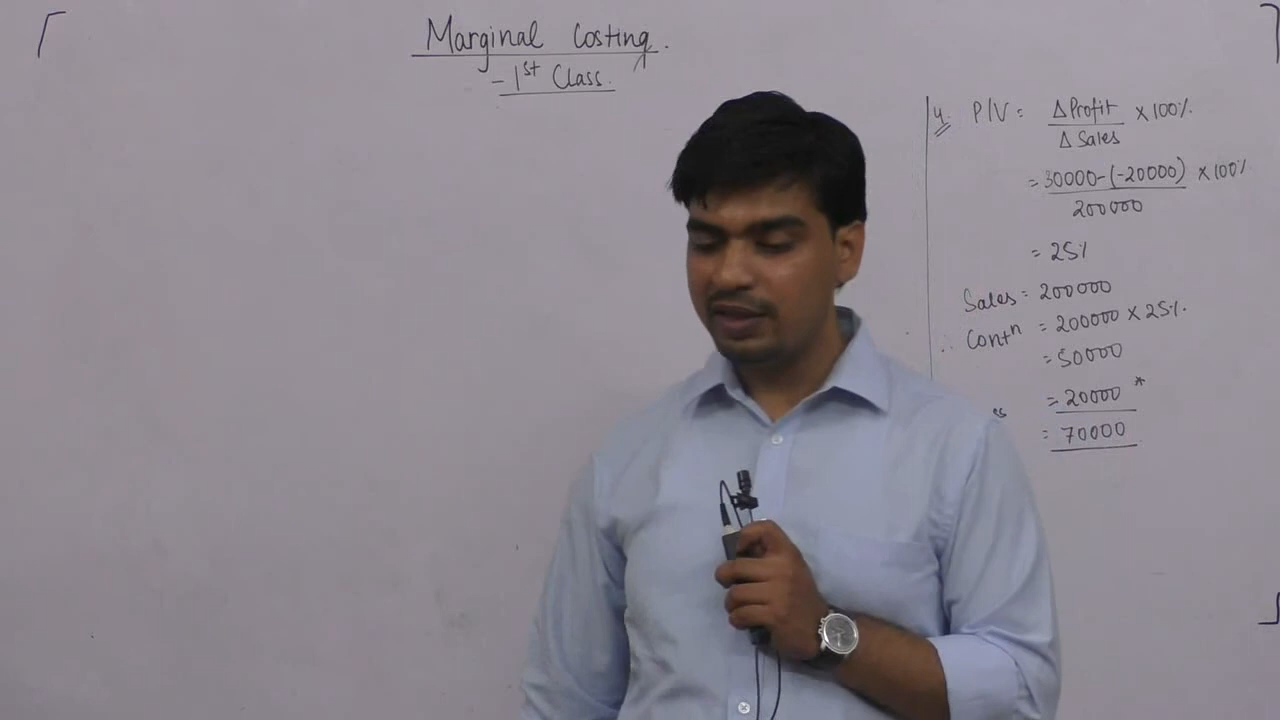 Marginal Costing.
- 1st Class.
4. P/V = ΔProfit / ΔSales × 100%
= 30000-(-20000) / 200000 × 100%
= 25%
Sales = 200000
∴ Contn = 200000 × 25%.
= 50000
= 20000 *
= 70000